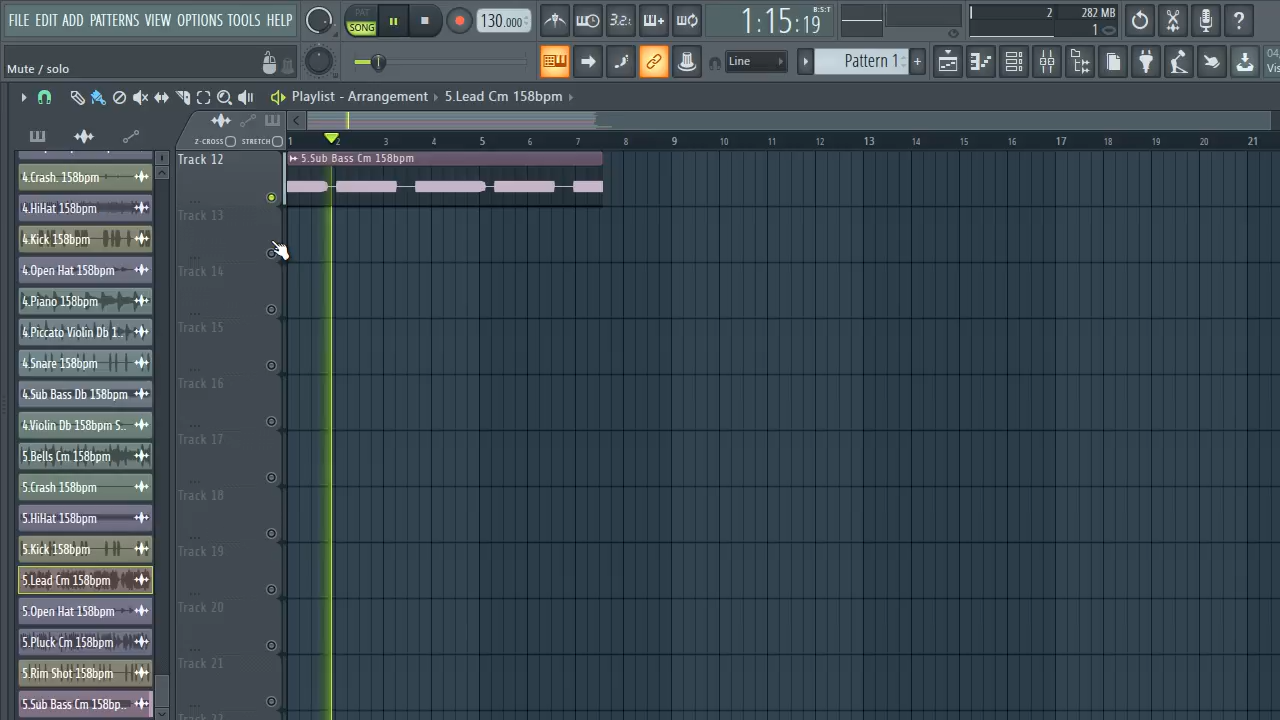 FILE EDIT ADD PATTERNS VIEW OPTIONS TOOLS HELP
PAT
SONG
130.000
3.2.
1:15:19
B:S:T
2
282 MB
1
Mute / solo
Line
Pattern 1
Playlist - Arrangement
5.Lead Cm 158bpm
Z-CROSS
STRETCH
1 2 3 4 5 6 7 8 9 10 11 12 13 14 15 16 17 18 19 20 21
Track 12
5.Sub Bass Cm 158bpm
...
Track 13
...
Track 14
...
Track 15
...
Track 16
...
Track 17
...
Track 18
...
Track 19
...
Track 20
...
Track 21
...
4.Crash. 158bpm
4.HiHat 158bpm
4.Kick 158bpm
4.Open Hat 158bpm
4.Piano 158bpm
4.Piccato Violin Db 1..
4.Snare 158bpm
4.Sub Bass Db 158bpm
4.Violin Db 158bpm S..
5.Bells Cm 158bpm
5.Crash 158bpm
5.HiHat 158bpm
5.Kick 158bpm
5.Lead Cm 158bpm
5.Open Hat 158bpm
5.Pluck Cm 158bpm
5.Rim Shot 158bpm
5.Sub Bass Cm 158bp..